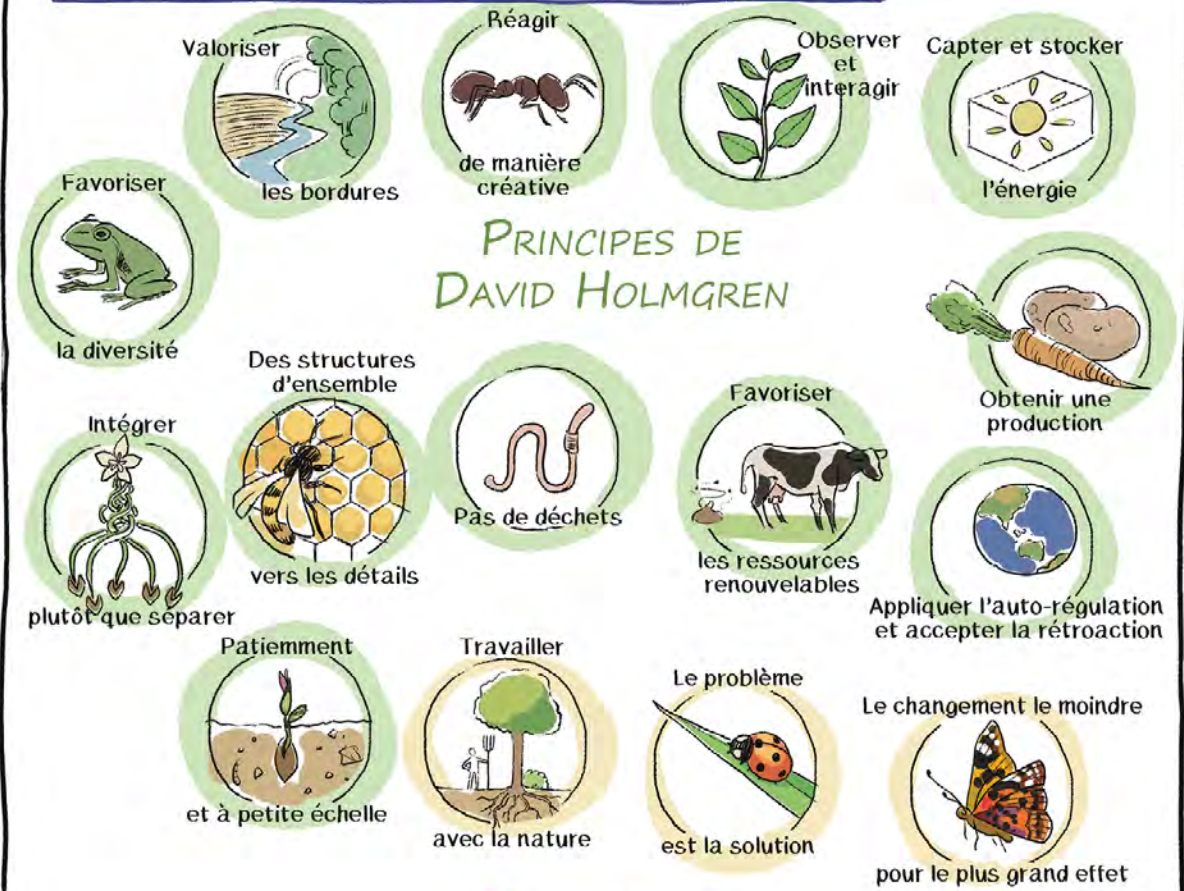 Valoriser
les bordures
Réagir
de manière
créative
Observer
et
interagir
Capter et stocker
l'énergie
Favoriser
la diversité
PRINCIPES DE
DAVID HOLMGREN
Obtenir une
production
Intégrer
plutôt que séparer
Des structures
d'ensemble
vers les détails
Pas de déchets
Favoriser
les ressources
renouvelables
Appliquer l'auto-régulation
et accepter la rétroaction
Patiemment
et à petite échelle
Travailler
avec la nature
Le problème
est la solution
Le changement le moindre
pour le plus grand effet